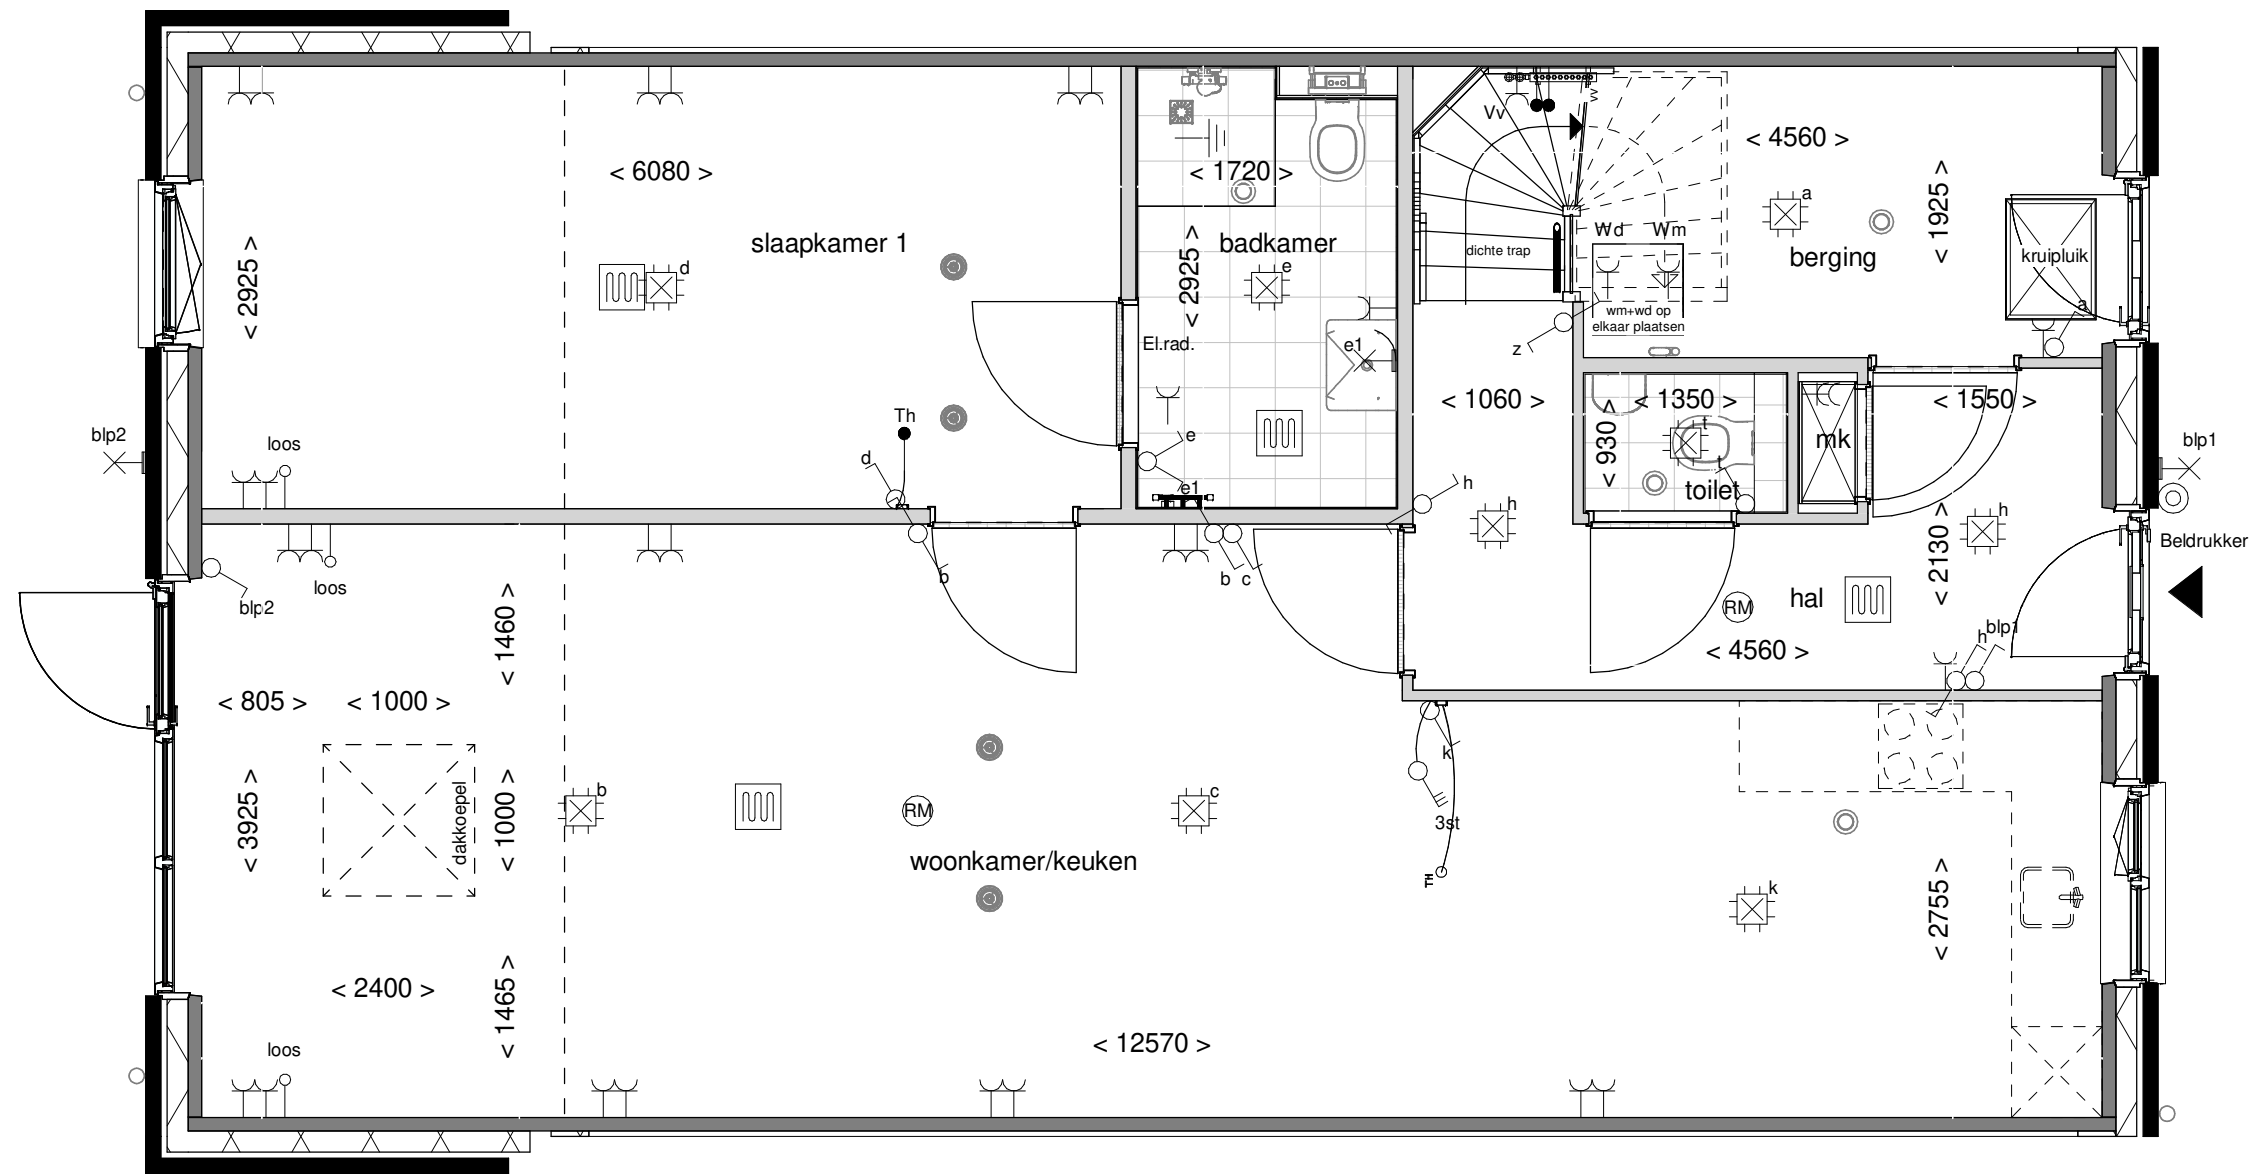 Vv
vv
< 4560 >
< 6080 >
< 1720 >
a
< 1925 >
Wd
Wm
slaapkamer 1
badkamer
dichte trap
berging
kruipluik
< 2925 >
d
< 2925 >
e
a
wm+wd op
elkaar plaatsen
El.rad.
e1
z
< 1060 >
< 1350 >
< 1550 >
Th
blp2
loos
e
< 930 >
t
mk
blp1
d
t
e1
h
toilet
h
h
Beldrukker
b
b c
< 2130 >
loos
blp2
RM
hal
< 1460 >
h
blp1
< 4560 >
< 805 >
< 1000 >
k
b
c
RM
dakkoepel
< 3925 >
< 1000 >
3st
woonkamer/keuken
TH
k
< 2755 >
< 2400 >
< 1465 >
< 12570 >
loos